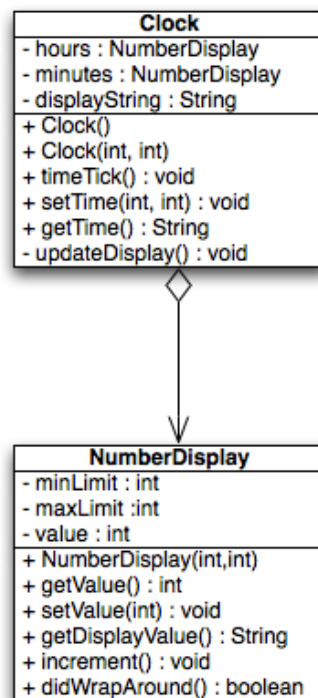 Clock
- hours : NumberDisplay
- minutes : NumberDisplay
- displayString : String
+ Clock()
+ Clock(int, int)
+ timeTick() : void
+ setTime(int, int) : void
+ getTime() : String
- updateDisplay() : void
NumberDisplay
- minLimit : int
- maxLimit :int
- value : int
+ NumberDisplay(int,int)
+ getValue() : int
+ setValue(int) : void
+ getDisplayValue() : String
+ increment() : void
+ didWrapAround() : boolean